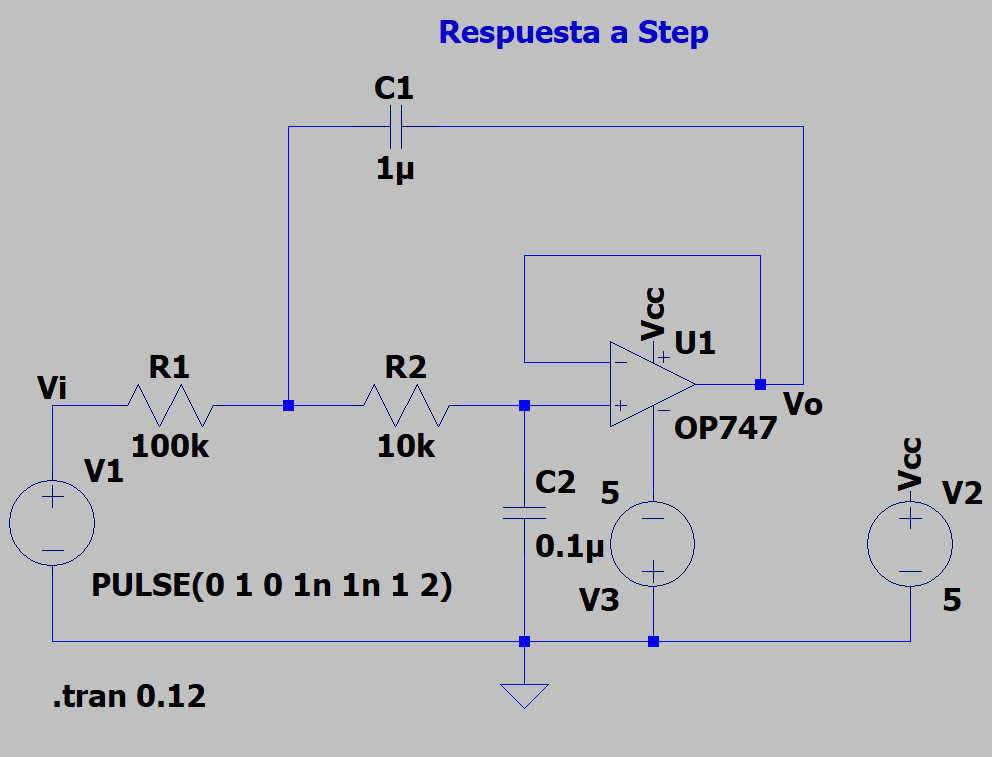 Respuesta a Step
C1
1µ
Vcc
U1
R1
R2
Vi
Vo
100k
10k
OP747
V1
C2
5
Vcc
V2
0.1µ
PULSE(0 1 0 1n 1n 1 2)
V3
5
.tran 0.12